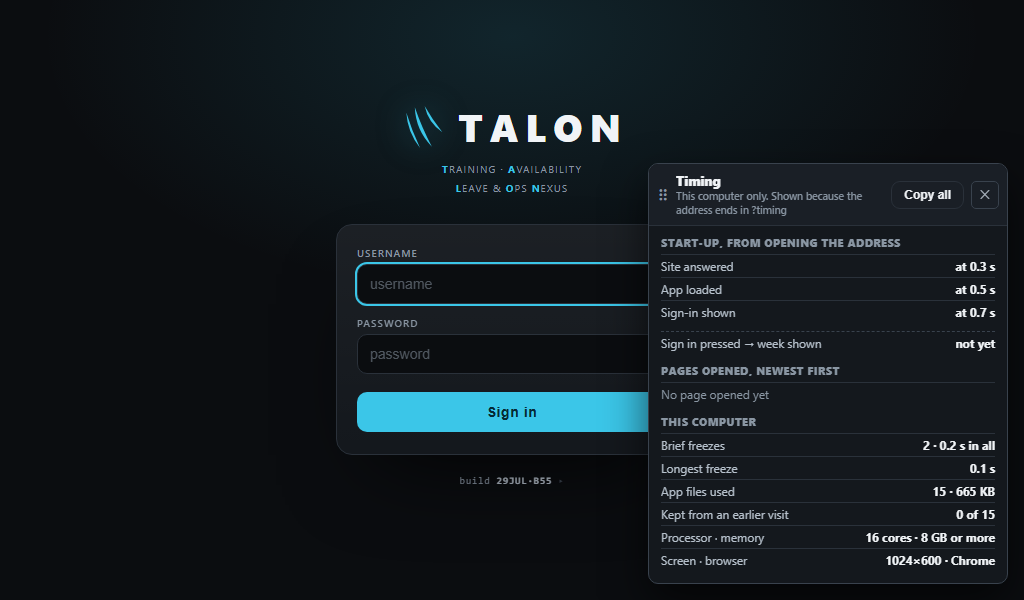 TALON
TRAINING · AVAILABILITY
LEAVE & OPS NEXUS
USERNAME
username
PASSWORD
password
Sign in
build 29JUL·B55 ·
Timing
This computer only. Shown because the
address ends in ?timing
Copy all
START-UP, FROM OPENING THE ADDRESS
Site answered at 0.3 s
App loaded at 0.5 s
Sign-in shown at 0.7 s
Sign in pressed → week shown not yet
PAGES OPENED, NEWEST FIRST
No page opened yet
THIS COMPUTER
Brief freezes 2 · 0.2 s in all
Longest freeze 0.1 s
App files used 15 · 665 KB
Kept from an earlier visit 0 of 15
Processor · memory 16 cores · 8 GB or more
Screen · browser 1024×600 · Chrome